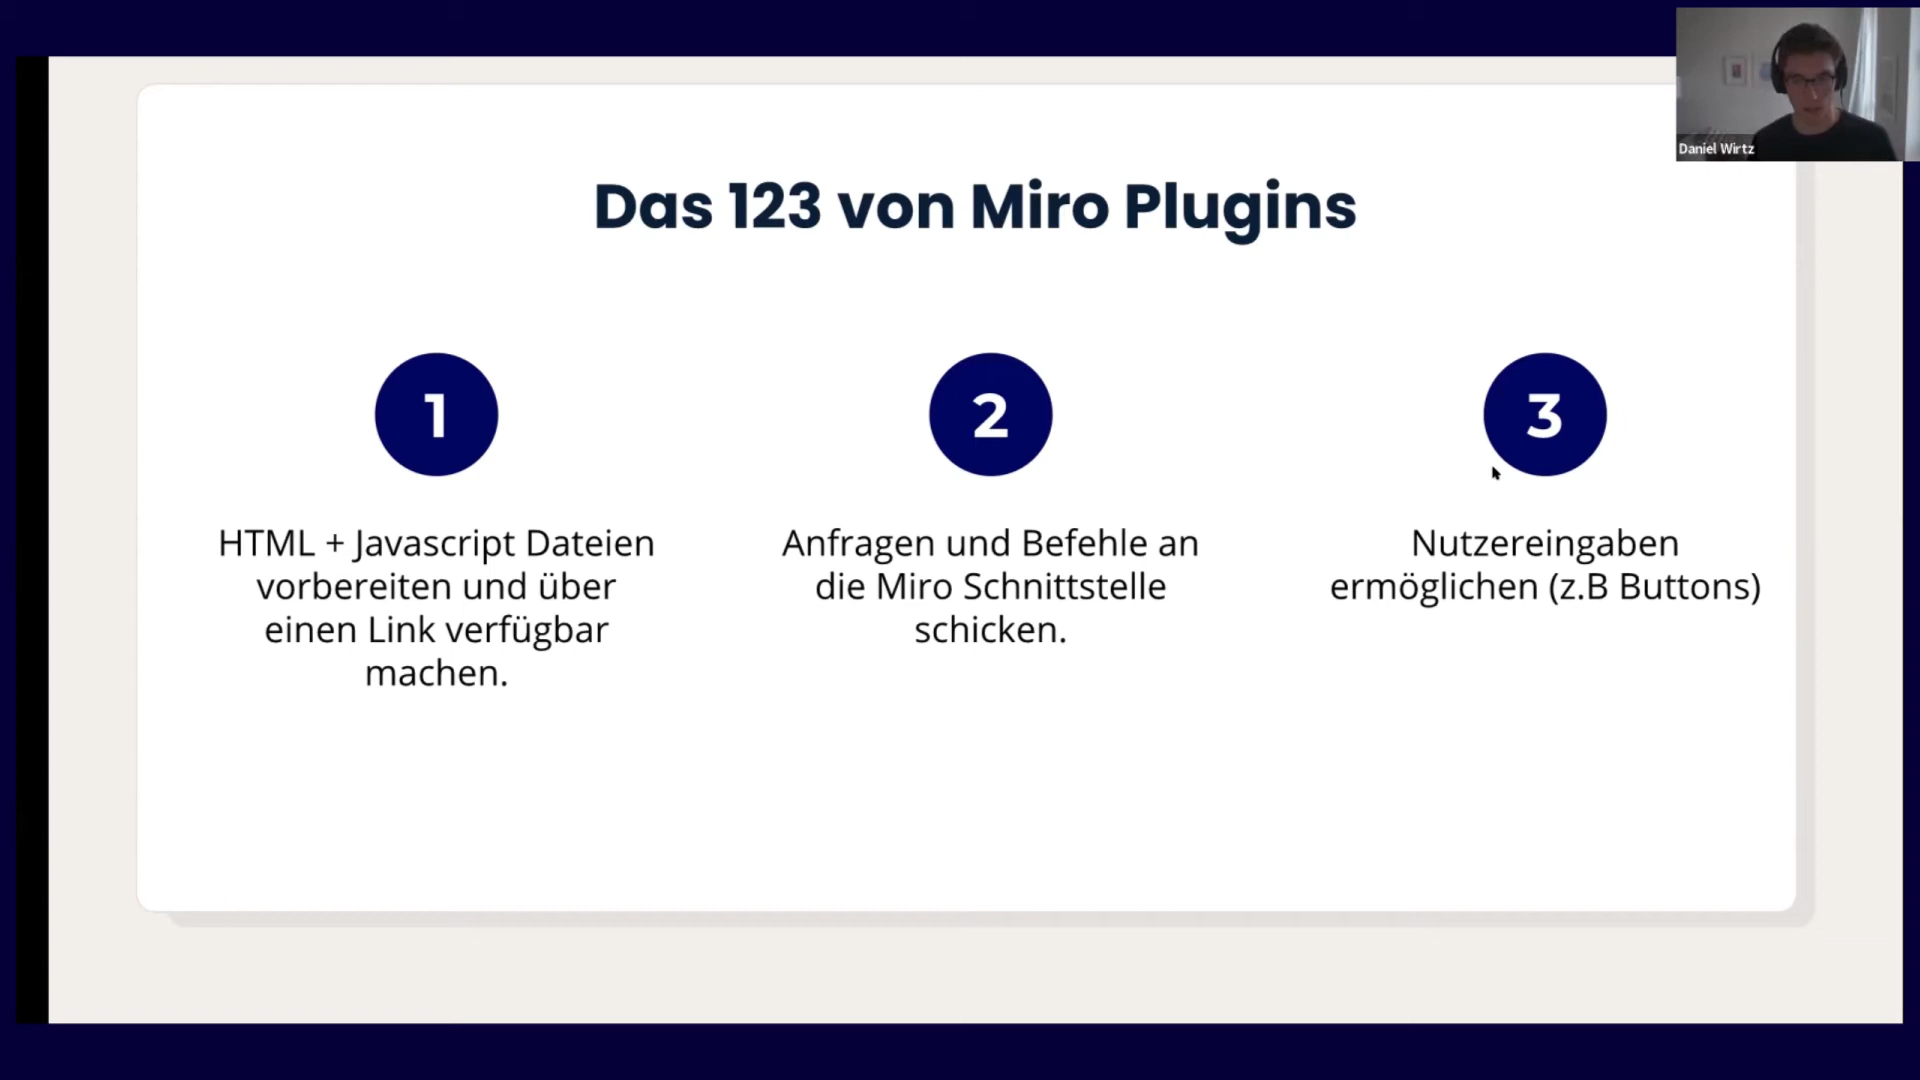 Daniel Wirtz
Das 123 von Miro Plugins
1
HTML + Javascript Dateien
vorbereiten und über
einen Link verfügbar
machen.
2
Anfragen und Befehle an
die Miro Schnittstelle
schicken.
3
Nutzereingaben
ermöglichen (z.B Buttons)